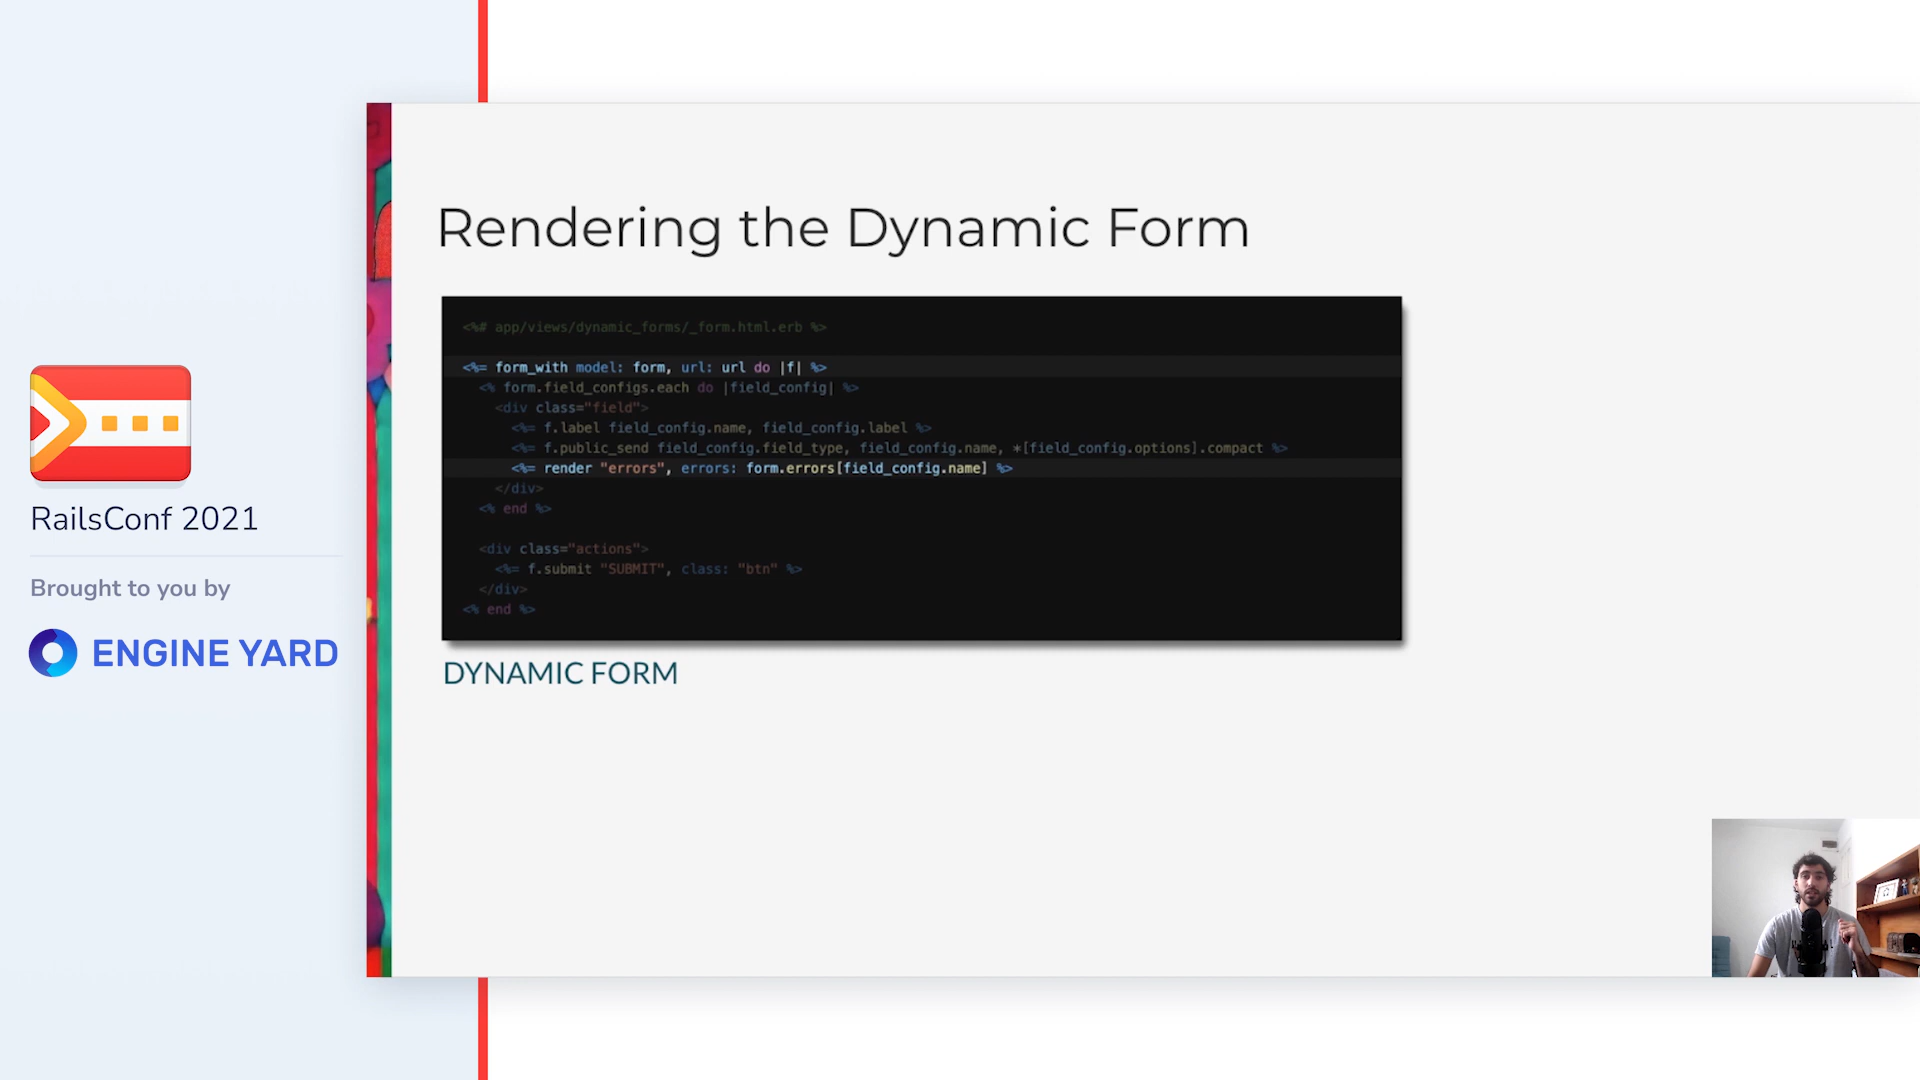 RailsConf 2021
Brought to you by
ENGINE YARD
Rendering the Dynamic Form
<%# app/views/dynamic_forms/_form.html.erb %>
<%= form_with model: form, url: url do |f| %>
<% form.field_configs.each do |field_config| %>
<div class="field">
<%= f.label field_config.name, field_config.label %>
<%= f.public_send field_config.field_type, field_config.name, *[field_config.options].compact %>
<%= render "errors", errors: form.errors[field_config.name] %>
</div>
<% end %>
<div class="actions">
<%= f.submit "SUBMIT", class: "btn" %>
</div>
<% end %>
DYNAMIC FORM